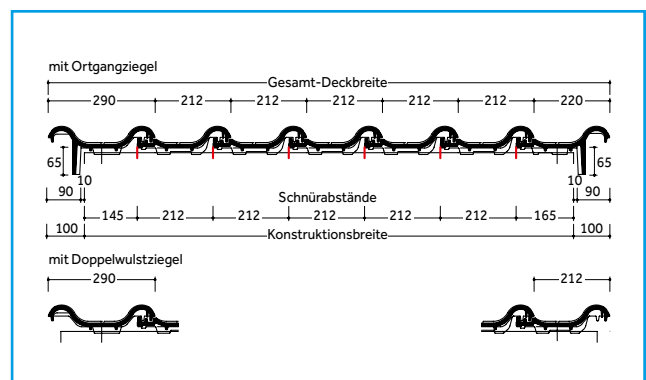 mit Ortgangziegel
Gesamt-Deckbreite
290 212 212 212 212 212 220
65 65
10 10
90 Schnürabstände 90
145 212 212 212 212 212 165
100 Konstruktionsbreite 100
mit Doppelwulstziegel
290 212